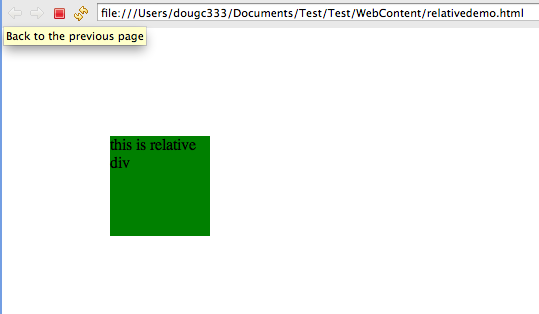 file:///Users/dougc333/Documents/Test/Test/WebContent/relativedemo.html
Back to the previous page
this is relative
div